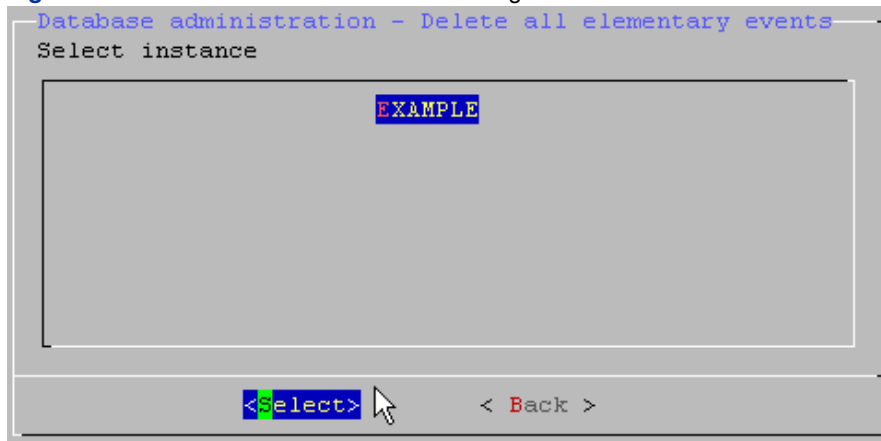 Database administration - Delete all elementary events
Select instance
EXAMPLE
<Select> < Back >